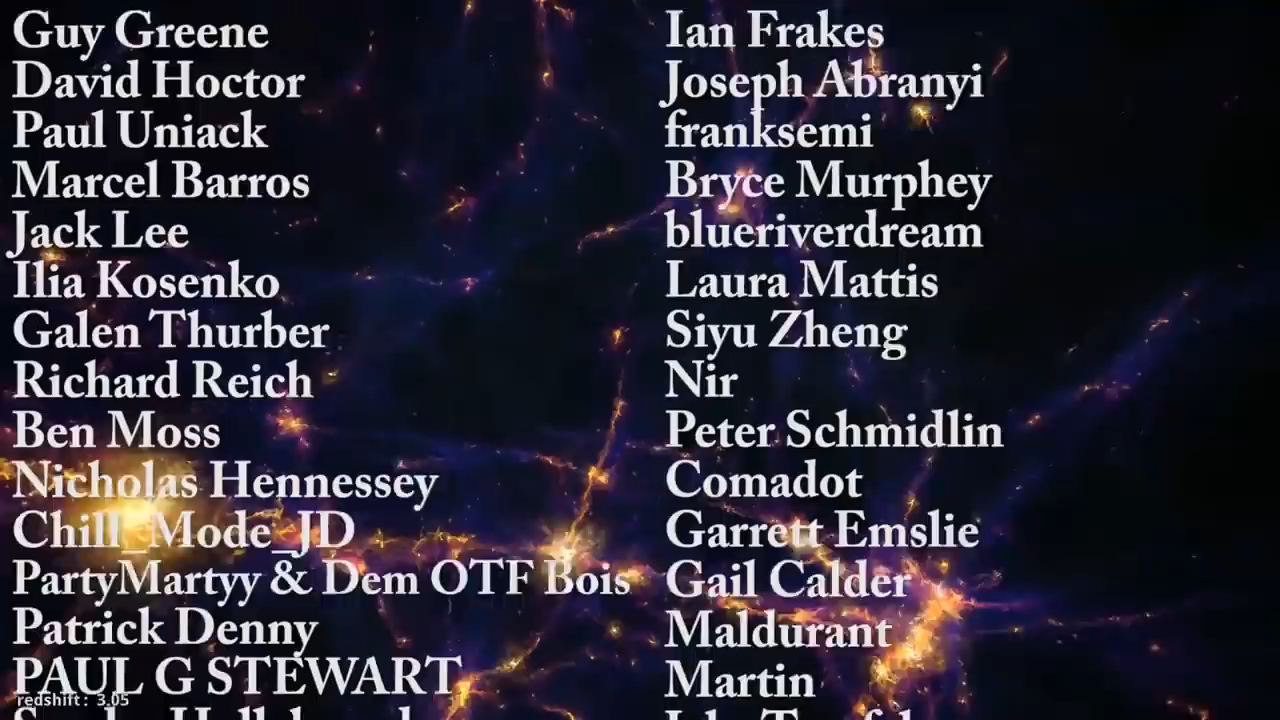 Guy Greene
David Hoctor
Paul Uniack
Marcel Barros
Jack Lee
Ilia Kosenko
Galen Thurber
Richard Reich
Ben Moss
Nicholas Hennessey
Chill_Mode_JD
PartyMartyy & Dem OTF Bois
Patrick Denny
PAUL G STEWART
redshift: 3.05
Ian Frakes
Joseph Abranyi
franksemi
Bryce Murphey
blueriverdream
Laura Mattis
Siyu Zheng
Nir
Peter Schmidlin
Comadot
Garrett Emslie
Gail Calder
Maldurant
Martin